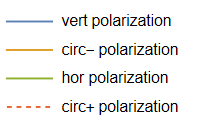 vert polarization
circ− polarization
hor polarization
circ+ polarization